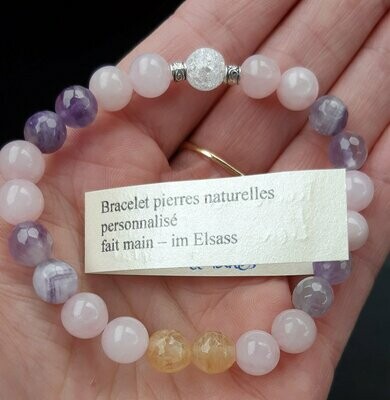 Bracelet pierres naturelles
personnalisé
fait main – im Elsass